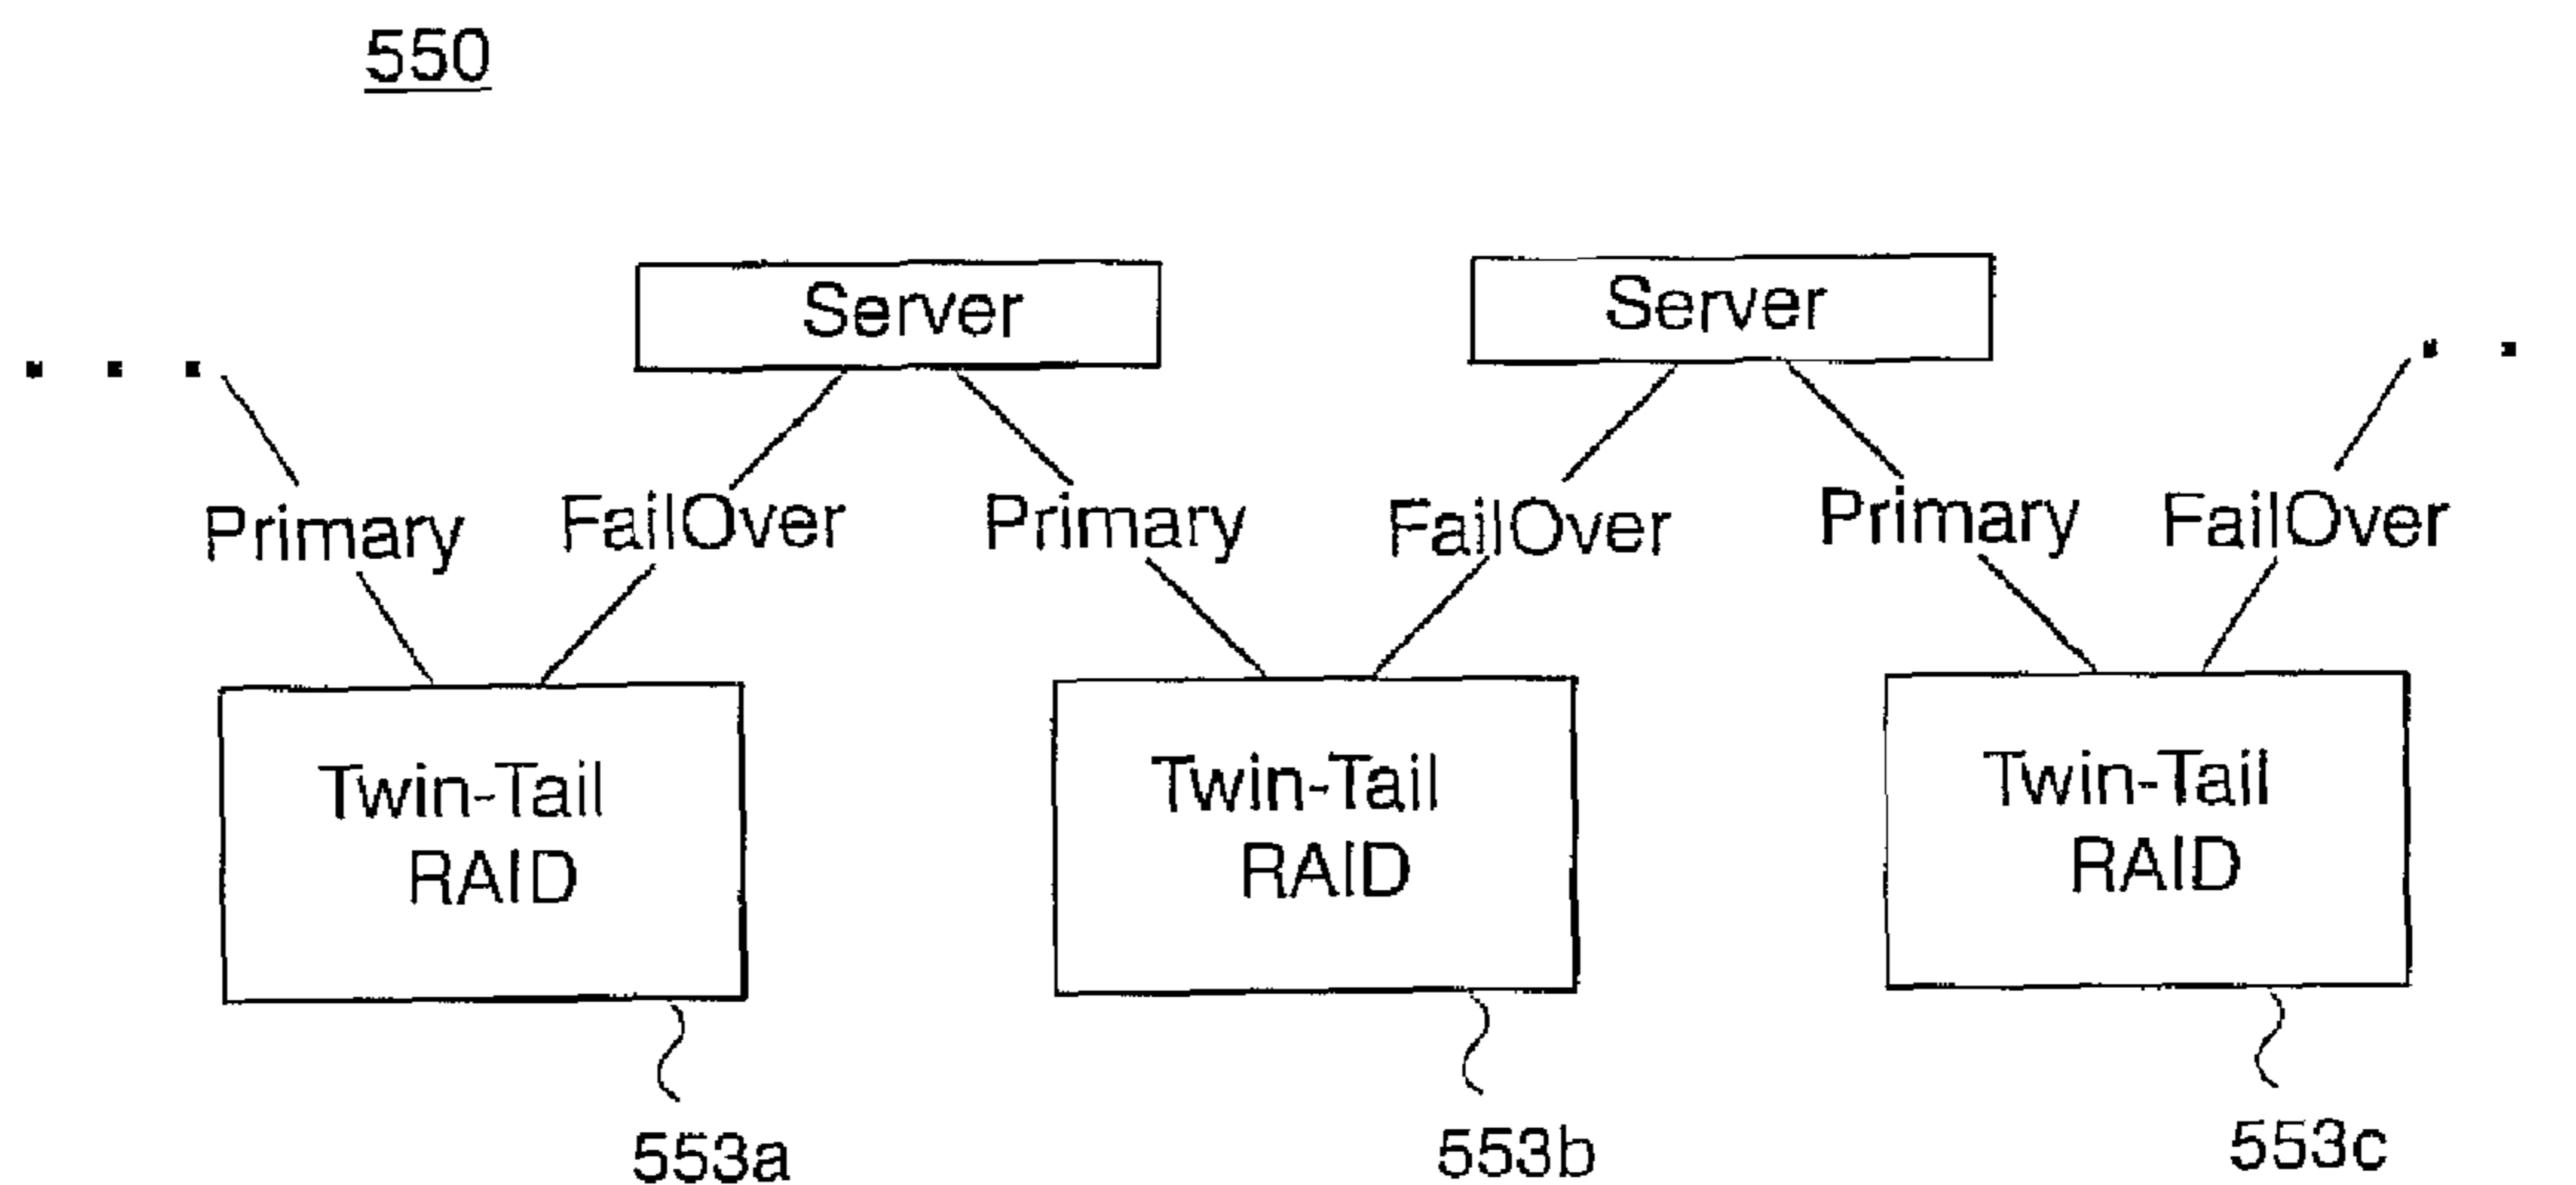 550
Server
Server
Primary
FailOver
Primary
FailOver
Primary
FailOver
Twin-Tail
RAID
Twin-Tail
RAID
Twin-Tail
RAID
553a
553b
553c